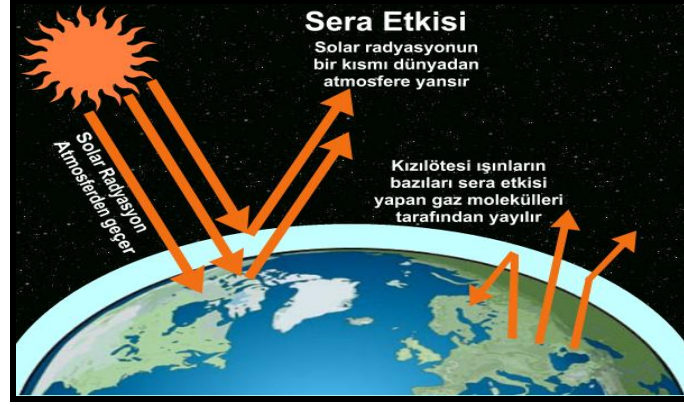 Sera Etkisi
Solar radyasyonun
bir kısmı dünyadan
atmosfere yansır
Solar Radyasyon
Atmosferden geçer
Kızılötesi ışınların
bazıları sera etkisi
yapan gaz molekülleri
tarafından yayılır